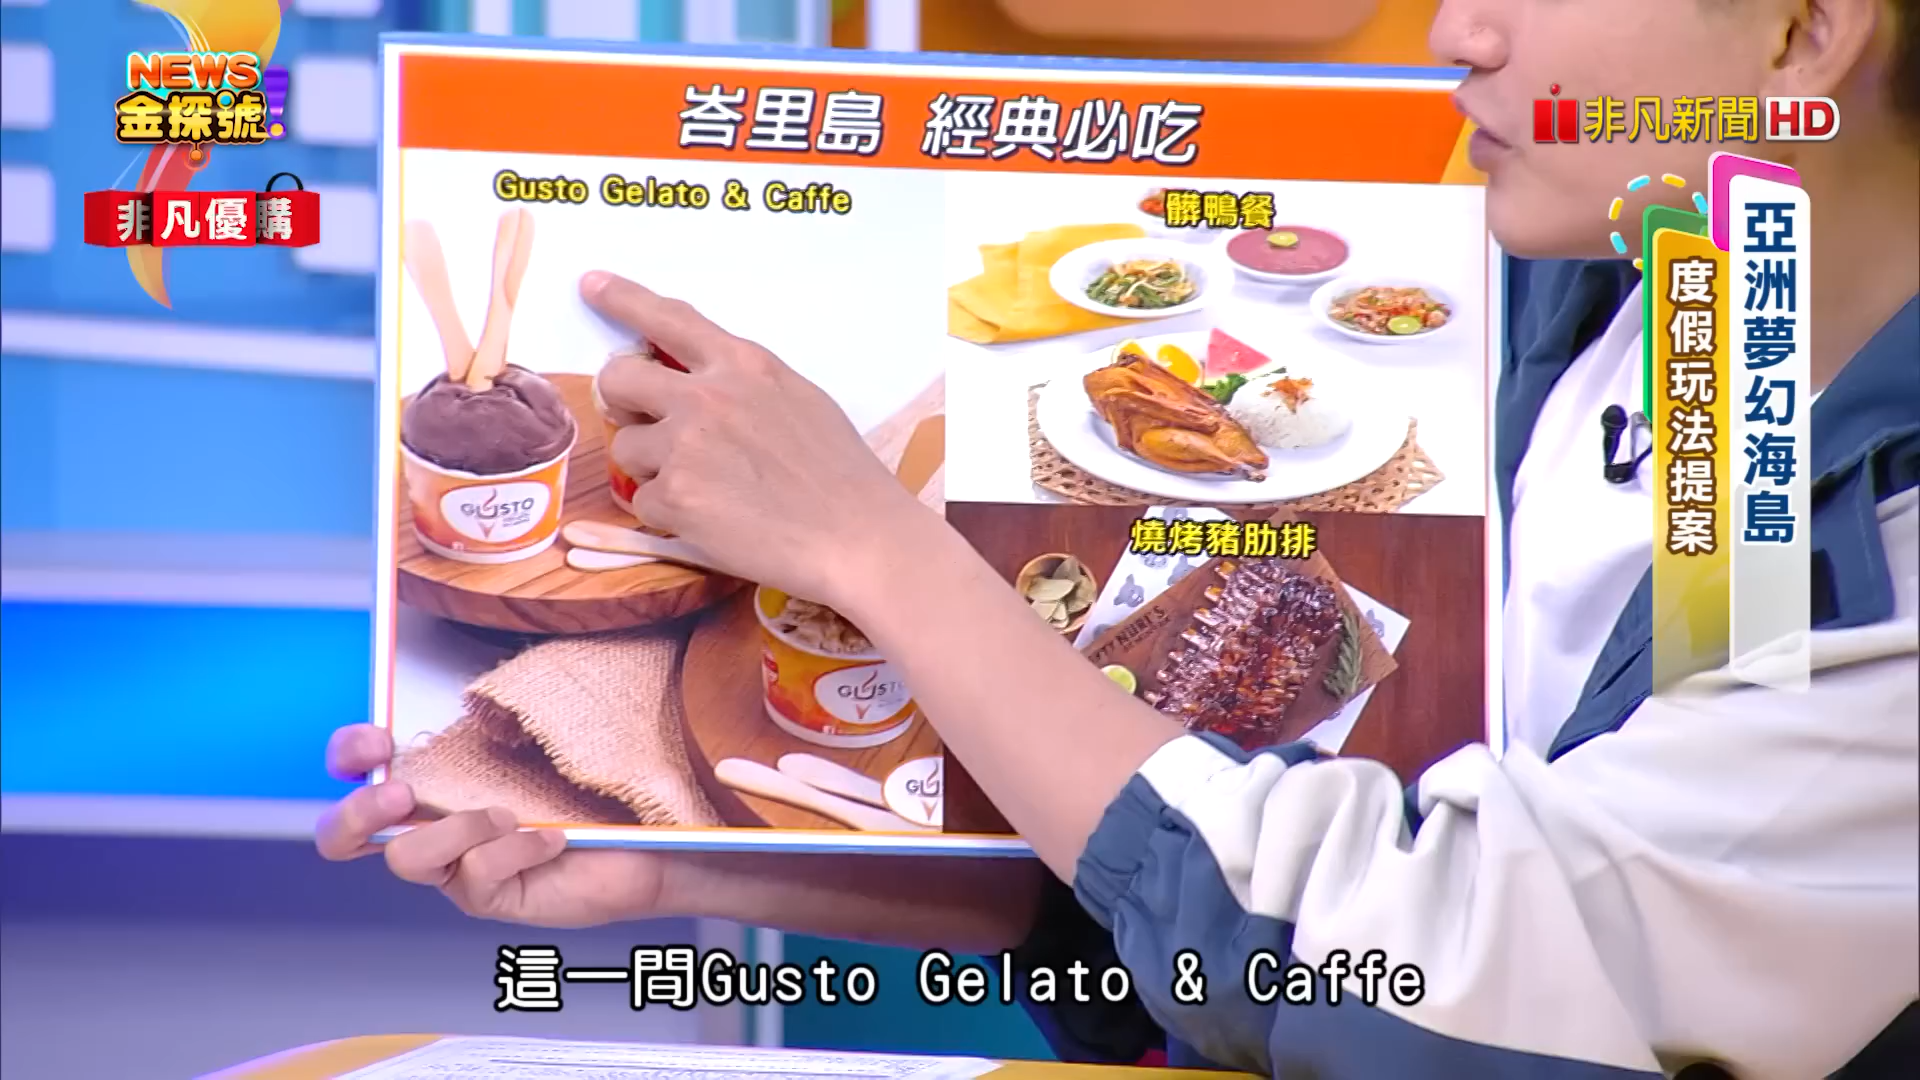 NEWS
金探號!
非凡優購
非凡新聞HD
峇里島 經典必吃
Gusto Gelato & Caffe
髒鴨餐
燒烤豬肋排
GUSTO
GUSTO
亞洲夢幻海島
度假玩法提案
這一間Gusto Gelato & Caffe